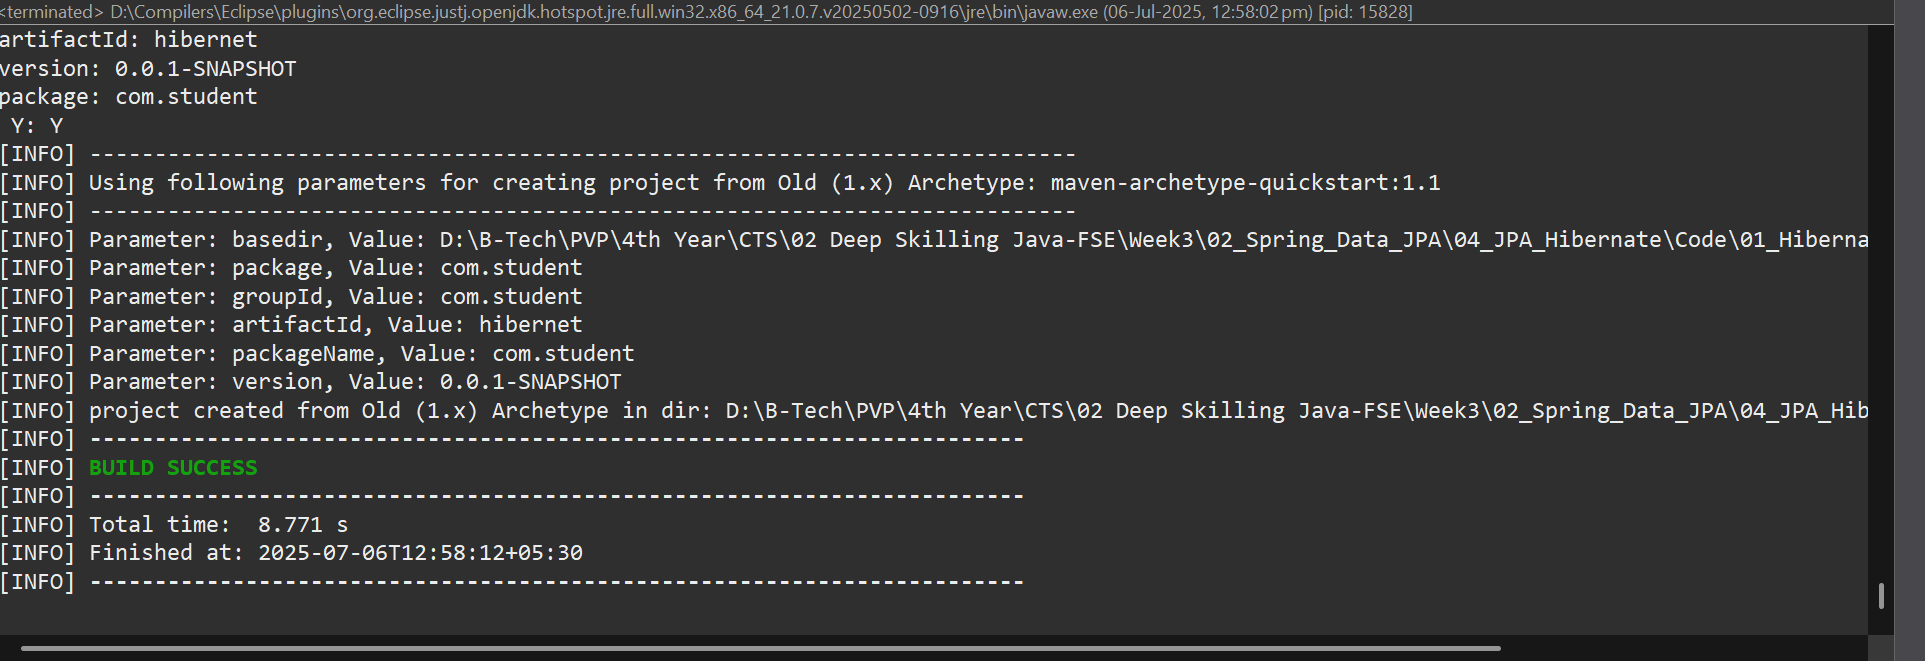 <terminated> D:\Compilers\Eclipse\plugins\org.eclipse.justj.openjdk.hotspot.jre.full.win32.x86_64_21.0.7.v20250502-0916\jre\bin\javaw.exe (06-Jul-2025, 12:58:02 pm) [pid: 15828]
artifactId: hibernet
version: 0.0.1-SNAPSHOT
package: com.student
 Y: Y
[INFO] ----------------------------------------------------------------------------
[INFO] Using following parameters for creating project from Old (1.x) Archetype: maven-archetype-quickstart:1.1
[INFO] ----------------------------------------------------------------------------
[INFO] Parameter: basedir, Value: D:\B-Tech\PVP\4th Year\CTS\02 Deep Skilling Java-FSE\Week3\02_Spring_Data_JPA\04_JPA_Hibernate\Code\01_Hiberna
[INFO] Parameter: package, Value: com.student
[INFO] Parameter: groupId, Value: com.student
[INFO] Parameter: artifactId, Value: hibernet
[INFO] Parameter: packageName, Value: com.student
[INFO] Parameter: version, Value: 0.0.1-SNAPSHOT
[INFO] project created from Old (1.x) Archetype in dir: D:\B-Tech\PVP\4th Year\CTS\02 Deep Skilling Java-FSE\Week3\02_Spring_Data_JPA\04_JPA_Hib
[INFO] ------------------------------------------------------------------------
[INFO] BUILD SUCCESS
[INFO] ------------------------------------------------------------------------
[INFO] Total time:  8.771 s
[INFO] Finished at: 2025-07-06T12:58:12+05:30
[INFO] ------------------------------------------------------------------------